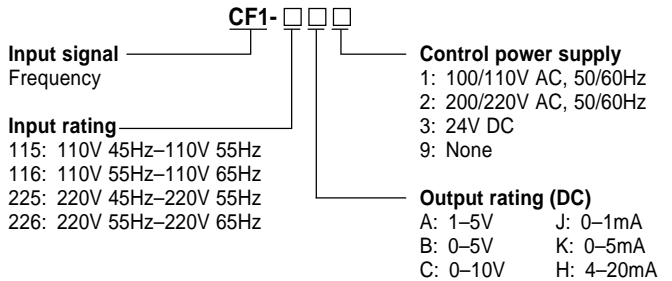 CF1-□□□
Input signal
Frequency
Input rating
115: 110V 45Hz–110V 55Hz
116: 110V 55Hz–110V 65Hz
225: 220V 45Hz–220V 55Hz
226: 220V 55Hz–220V 65Hz
Control power supply
1: 100/110V AC, 50/60Hz
2: 200/220V AC, 50/60Hz
3: 24V DC
9: None
Output rating (DC)
A: 1–5V J: 0–1mA
B: 0–5V K: 0–5mA
C: 0–10V H: 4–20mA